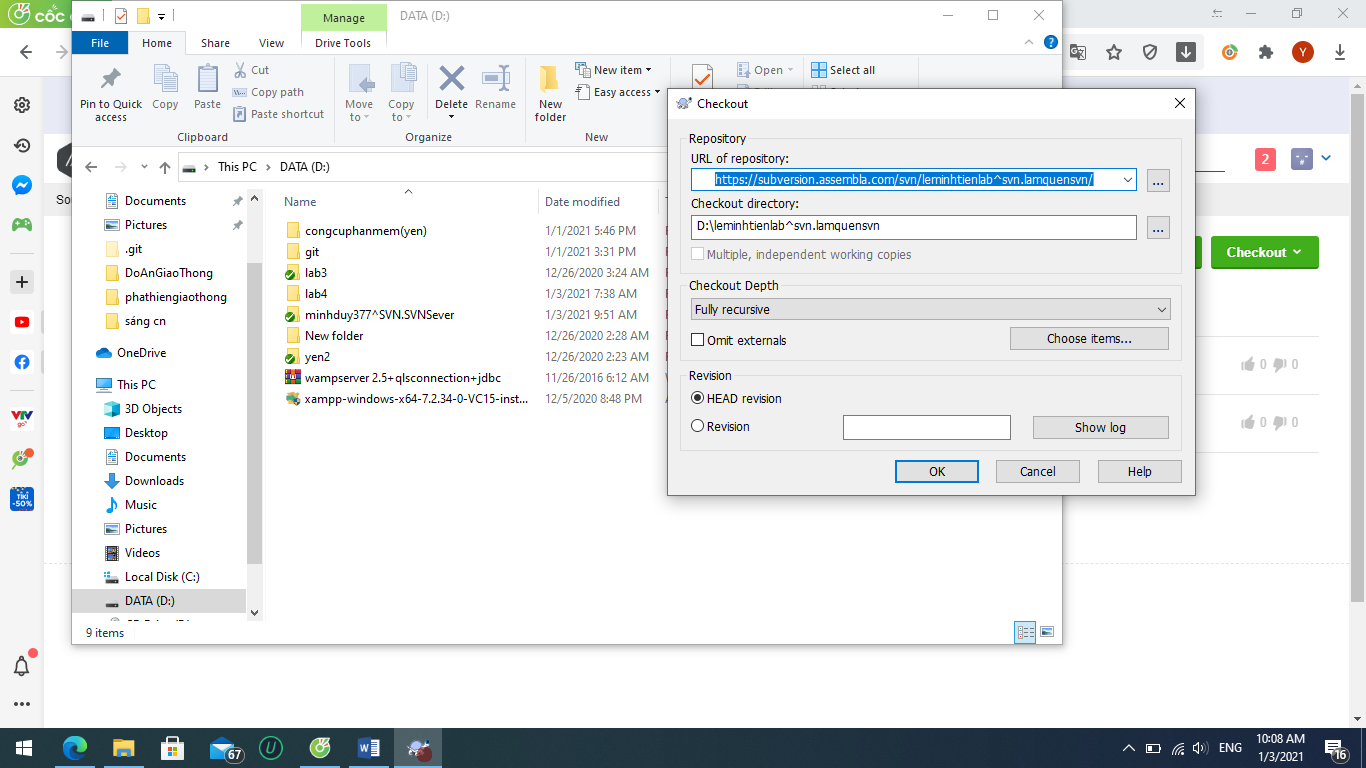 cốc
Manage
DATA (D:)
File
Home
Share
View
Drive Tools
Pin to Quick
access
Copy
Paste
Cut
Copy path
Paste shortcut
Clipboard
Move
to
Copy
to
Delete
Rename
Organize
New
folder
New item
Easy access
New
Open
Select all
This PC
DATA (D:)
Y
2
So
Checkout
0
0
0
0
Documents
Pictures
.git
DoAnGiaoThong
phathiengiaothong
sáng cn
OneDrive
This PC
3D Objects
Desktop
Documents
Downloads
Music
Pictures
Videos
Local Disk (C:)
DATA (D:)
9 items
Name
Date modified
congcuphanmem(yen)
1/1/2021 5:46 PM
git
1/1/2021 3:31 PM
lab3
12/26/2020 3:24 AM
lab4
1/3/2021 7:38 AM
minhduy377^SVN.SVNSever
1/3/2021 9:51 AM
New folder
12/26/2020 2:28 AM
yen2
12/26/2020 2:23 AM
wampserver 2.5+qlsconnection+jdbc
11/26/2016 6:12 AM
xampp-windows-x64-7.2.34-0-VC15-inst...
12/5/2020 8:48 PM
Checkout
Repository
URL of repository:
https://subversion.assembla.com/svn/leminhtienlab^svn.lamquensvn/
...
Checkout directory:
D:\leminhtienlab^svn.lamquensvn
...
Multiple, independent working copies
Checkout Depth
Fully recursive
Omit externals
Choose items...
Revision
HEAD revision
Revision
Show log
OK
Cancel
Help
VTV
go
TIKI
-50%
67
W
ENG
10:08 AM
1/3/2021
16